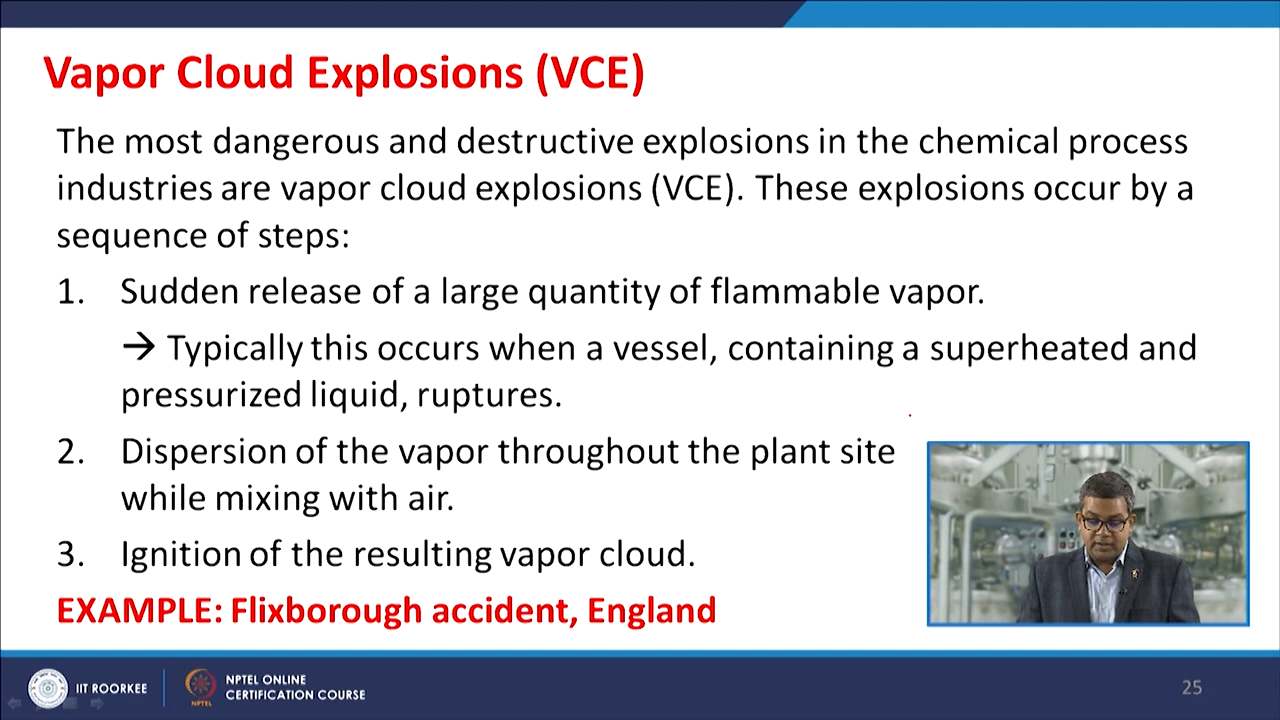 Vapor Cloud Explosions (VCE)
The most dangerous and destructive explosions in the chemical process
industries are vapor cloud explosions (VCE). These explosions occur by a
sequence of steps:
1. Sudden release of a large quantity of flammable vapor.
→ Typically this occurs when a vessel, containing a superheated and
pressurized liquid, ruptures.
2. Dispersion of the vapor throughout the plant site
while mixing with air.
3. Ignition of the resulting vapor cloud.
EXAMPLE: Flixborough accident, England
IIT ROORKEE
NPTEL
NPTEL ONLINE
CERTIFICATION COURSE
25